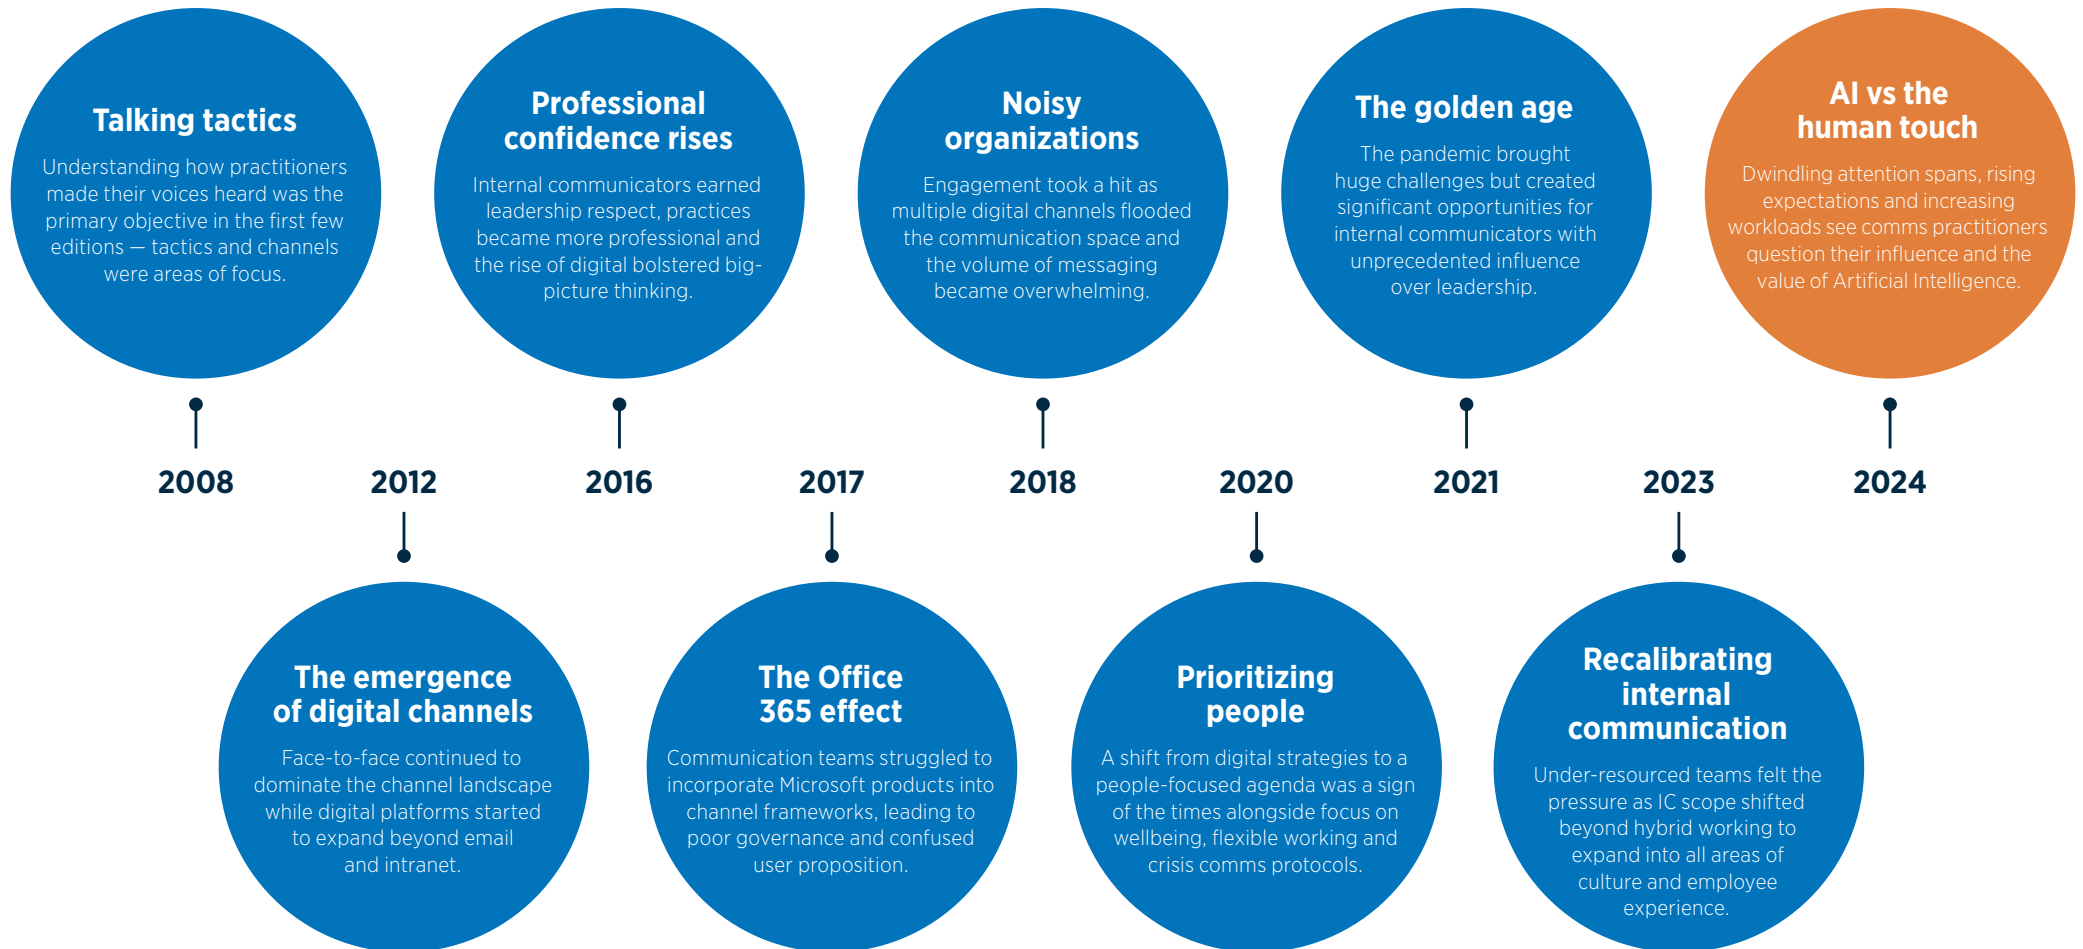 Talking tactics
Understanding how practitioners
made their voices heard was the
primary objective in the first few
editions — tactics and channels
were areas of focus.
Professional
confidence rises
Internal communicators earned
leadership respect, practices
became more professional and
the rise of digital bolstered big-
picture thinking.
Noisy
organizations
Engagement took a hit as
multiple digital channels flooded
the communication space and
the volume of messaging
became overwhelming.
The golden age
The pandemic brought
huge challenges but created
significant opportunities for
internal communicators with
unprecedented influence
over leadership.
AI vs the
human touch
Dwindling attention spans, rising
expectations and increasing
workloads see comms practitioners
question their influence and the
value of Artificial Intelligence.
2008 2012 2016 2017 2018 2020 2021 2023 2024
The emergence
of digital channels
Face-to-face continued to
dominate the channel landscape
while digital platforms started
to expand beyond email
and intranet.
The Office
365 effect
Communication teams struggled to
incorporate Microsoft products into
channel frameworks, leading to
poor governance and confused
user proposition.
Prioritizing
people
A shift from digital strategies to a
people-focused agenda was a sign
of the times alongside focus on
wellbeing, flexible working and
crisis comms protocols.
Recalibrating
internal
communication
Under-resourced teams felt the
pressure as IC scope shifted
beyond hybrid working to
expand into all areas of
culture and employee
experience.